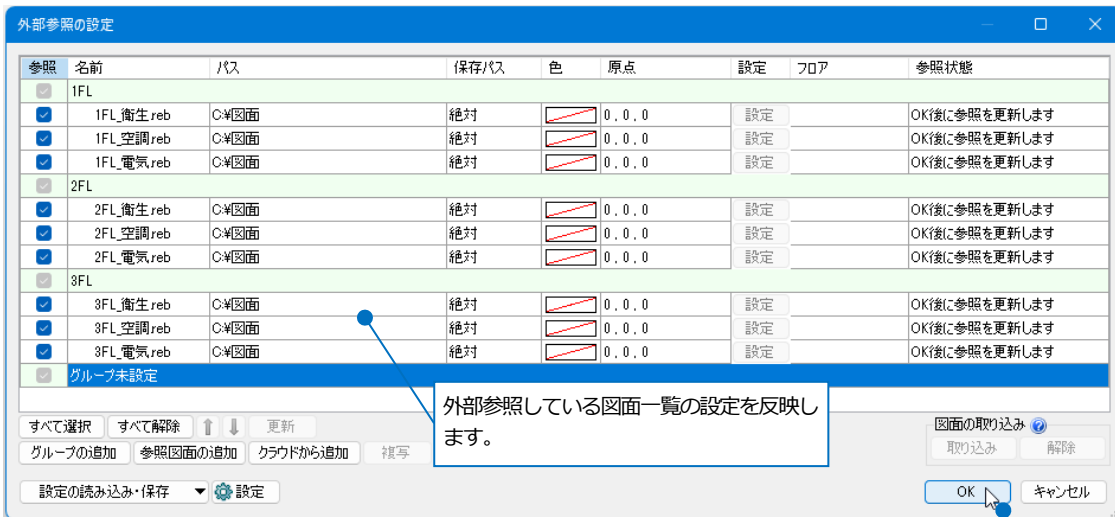 外部参照の設定
参照 名前 パス 保存パス 色 原点 設定 フロア 参照状態
1FL
1FL_衛生.reb C:¥図面 絶対 0, 0, 0 設定 OK後に参照を更新します
1FL_空調.reb C:¥図面 絶対 0, 0, 0 設定 OK後に参照を更新します
1FL_電気.reb C:¥図面 絶対 0, 0, 0 設定 OK後に参照を更新します
2FL
2FL_衛生.reb C:¥図面 絶対 0, 0, 0 設定 OK後に参照を更新します
2FL_空調.reb C:¥図面 絶対 0, 0, 0 設定 OK後に参照を更新します
2FL_電気.reb C:¥図面 絶対 0, 0, 0 設定 OK後に参照を更新します
3FL
3FL_衛生.reb C:¥図面 絶対 0, 0, 0 設定 OK後に参照を更新します
3FL_空調.reb C:¥図面 絶対 0, 0, 0 設定 OK後に参照を更新します
3FL_電気.reb C:¥図面 絶対 0, 0, 0 設定 OK後に参照を更新します
グループ未設定
外部参照している図面一覧の設定を反映し
ます。
すべて選択 すべて解除 更新 図面の取り込み
グループの追加 参照図面の追加 クラウドから追加 複写 取り込み 解除
設定の読み込み・保存 設定 OK キャンセル